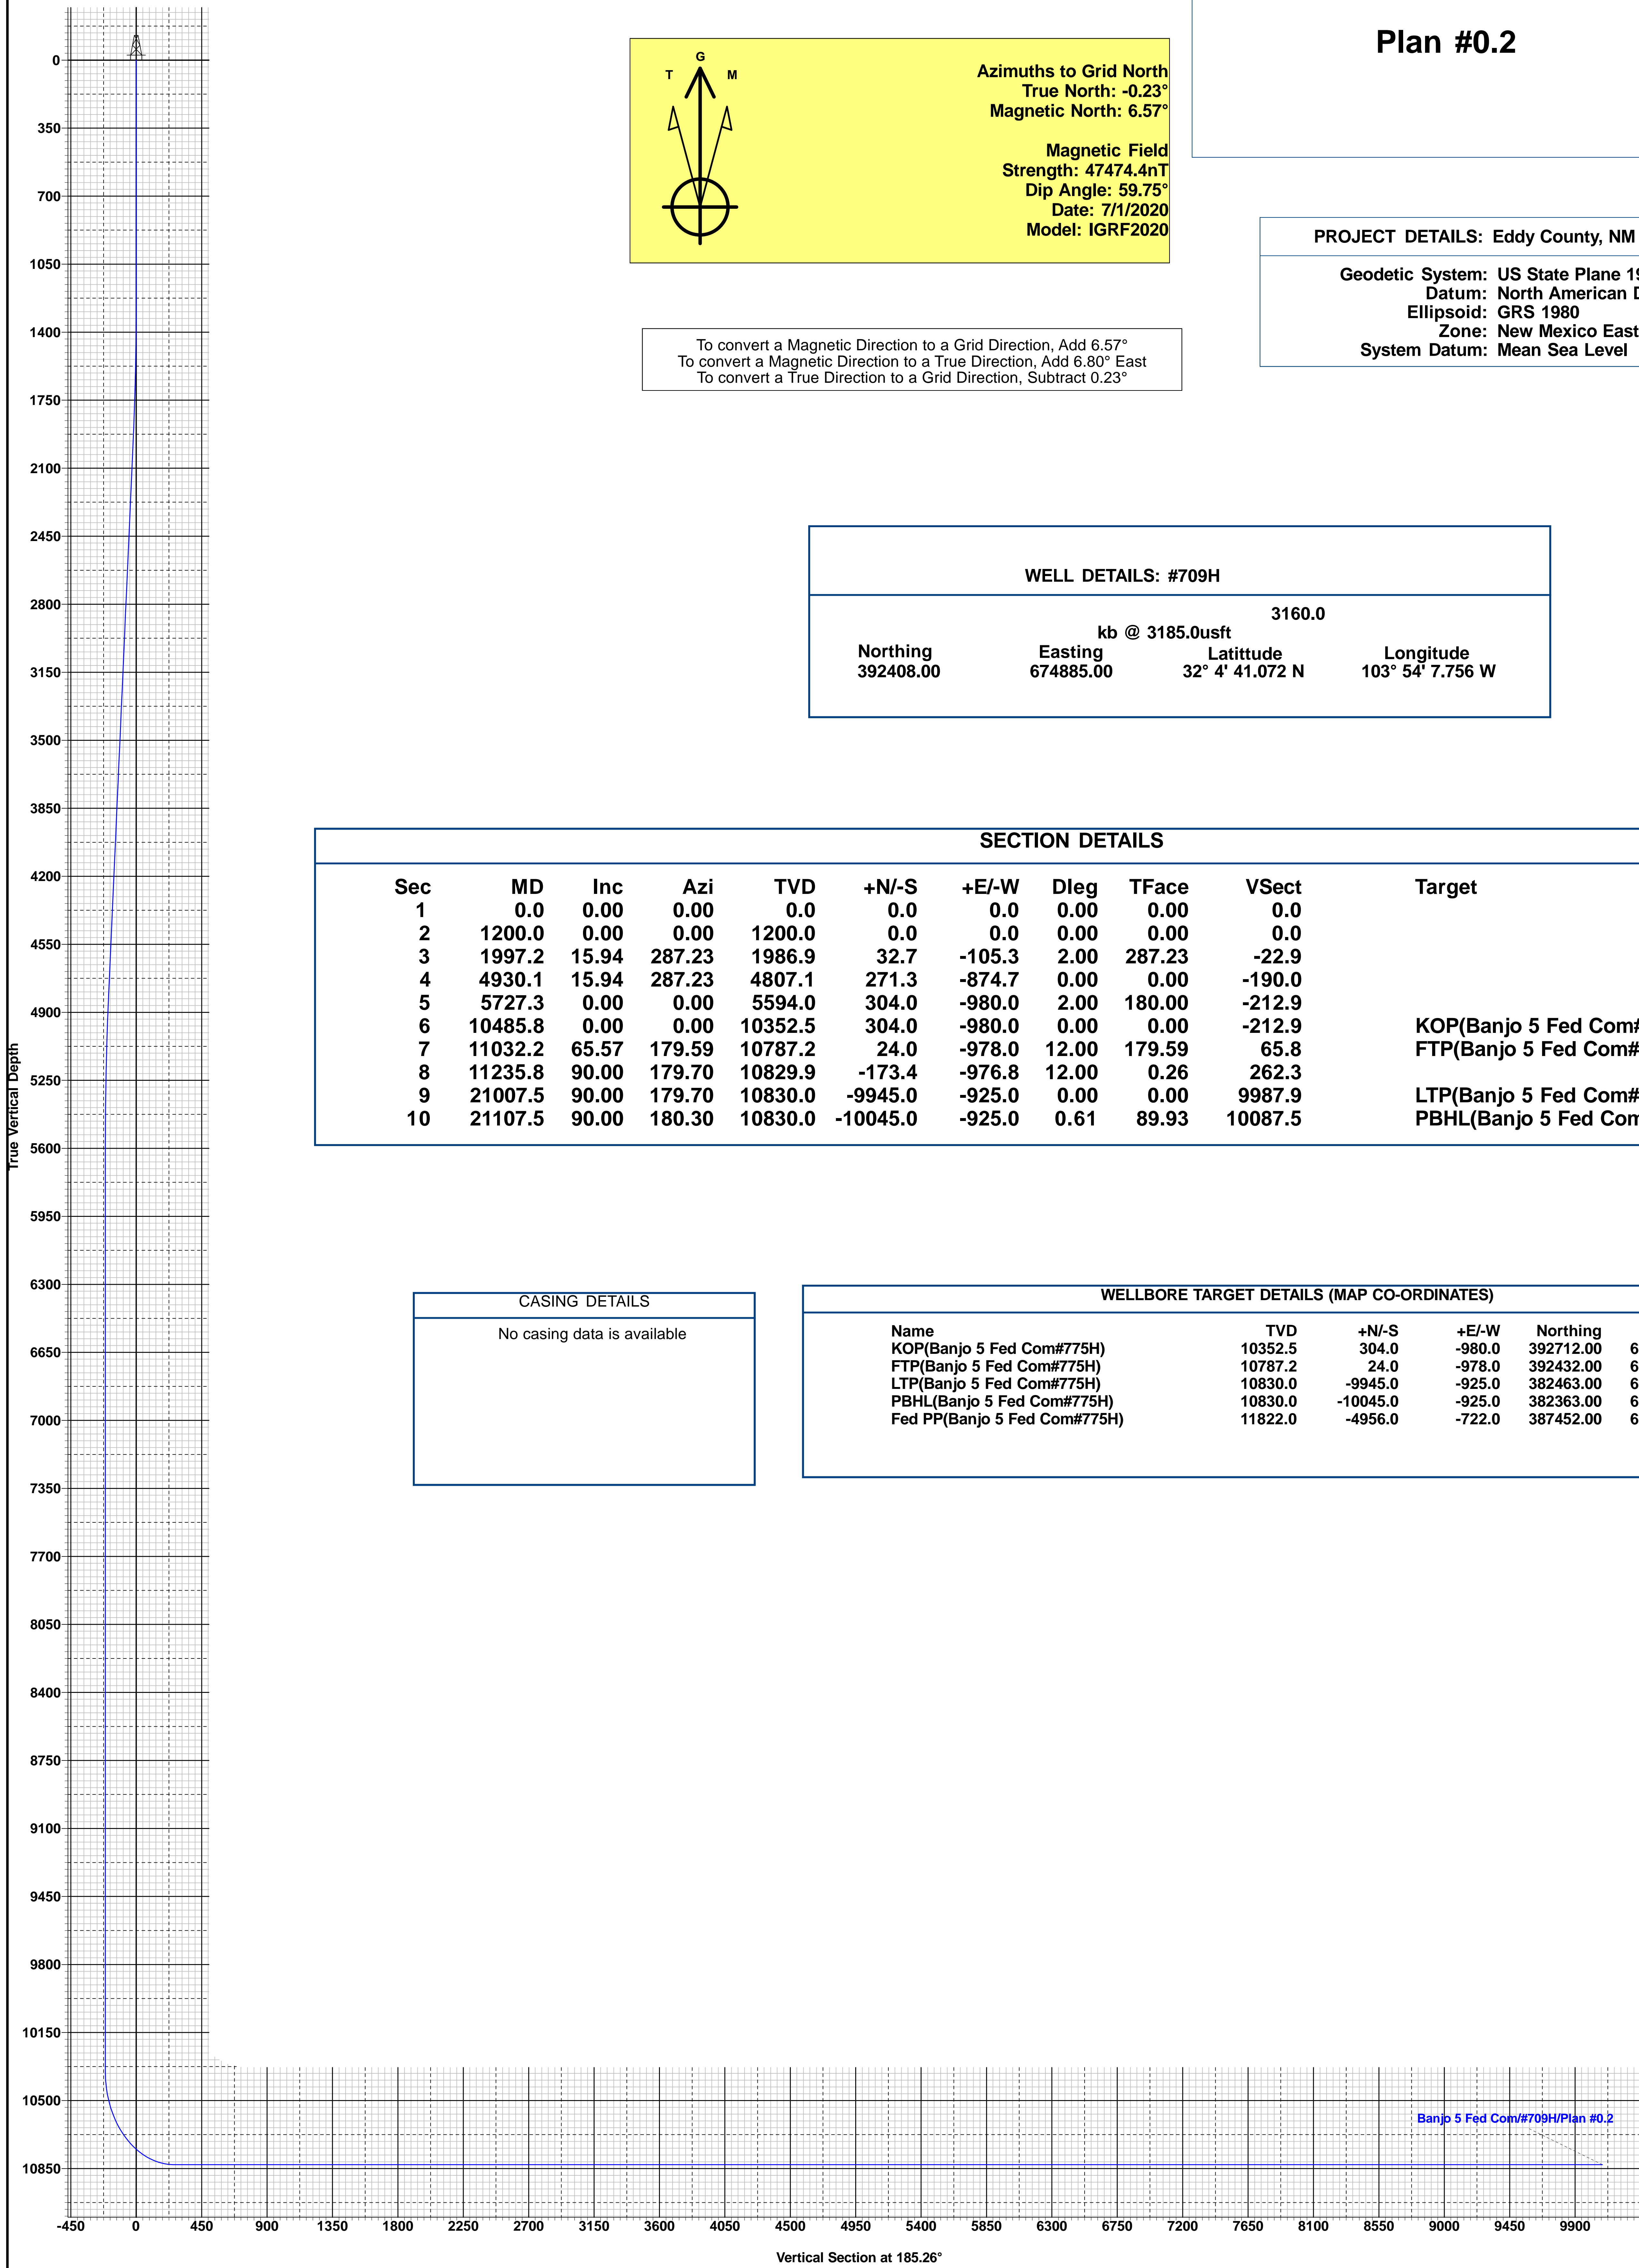 Plan #0.2
G
T M
Azimuths to Grid North
True North: -0.23°
Magnetic North: 6.57°
Magnetic Field
Strength: 47474.4nT
Dip Angle: 59.75°
Date: 7/1/2020
Model: IGRF2020
PROJECT DETAILS: Eddy County, NM
Geodetic System: US State Plane 19
Datum: North American D
Ellipsoid: GRS 1980
Zone: New Mexico East
System Datum: Mean Sea Level
To convert a Magnetic Direction to a Grid Direction, Add 6.57°
To convert a Magnetic Direction to a True Direction, Add 6.80° East
To convert a True Direction to a Grid Direction, Subtract 0.23°
WELL DETAILS: #709H
3160.0
kb @ 3185.0usft
Northing Easting Latittude Longitude
392408.00 674885.00 32° 4' 41.072 N 103° 54' 7.756 W
SECTION DETAILS
Sec MD Inc Azi TVD +N/-S +E/-W Dleg TFace VSect Target
1 0.0 0.00 0.00 0.0 0.0 0.0 0.00 0.00 0.0
2 1200.0 0.00 0.00 1200.0 0.0 0.0 0.00 0.00 0.0
3 1997.2 15.94 287.23 1986.9 32.7 -105.3 2.00 287.23 -22.9
4 4930.1 15.94 287.23 4807.1 271.3 -874.7 0.00 0.00 -190.0
5 5727.3 0.00 0.00 5594.0 304.0 -980.0 2.00 180.00 -212.9
6 10485.8 0.00 0.00 10352.5 304.0 -980.0 0.00 0.00 -212.9 KOP(Banjo 5 Fed Com#
7 11032.2 65.57 179.59 10787.2 24.0 -978.0 12.00 179.59 65.8 FTP(Banjo 5 Fed Com#
8 11235.8 90.00 179.70 10829.9 -173.4 -976.8 12.00 0.26 262.3
9 21007.5 90.00 179.70 10830.0 -9945.0 -925.0 0.00 0.00 9987.9 LTP(Banjo 5 Fed Com#
10 21107.5 90.00 180.30 10830.0 -10045.0 -925.0 0.61 89.93 10087.5 PBHL(Banjo 5 Fed Com
CASING DETAILS
No casing data is available
WELLBORE TARGET DETAILS (MAP CO-ORDINATES)
Name TVD +N/-S +E/-W Northing
KOP(Banjo 5 Fed Com#775H) 10352.5 304.0 -980.0 392712.00 6
FTP(Banjo 5 Fed Com#775H) 10787.2 24.0 -978.0 392432.00 6
LTP(Banjo 5 Fed Com#775H) 10830.0 -9945.0 -925.0 382463.00 6
PBHL(Banjo 5 Fed Com#775H) 10830.0 -10045.0 -925.0 382363.00 6
Fed PP(Banjo 5 Fed Com#775H) 11822.0 -4956.0 -722.0 387452.00 6
True Vertical Depth
0
350
700
1050
1400
1750
2100
2450
2800
3150
3500
3850
4200
4550
4900
5250
5600
5950
6300
6650
7000
7350
7700
8050
8400
8750
9100
9450
9800
10150
10500
10850
Banjo 5 Fed Com/#709H/Plan #0.2
-450 0 450 900 1350 1800 2250 2700 3150 3600 4050 4500 4950 5400 5850 6300 6750 7200 7650 8100 8550 9000 9450 9900
Vertical Section at 185.26°